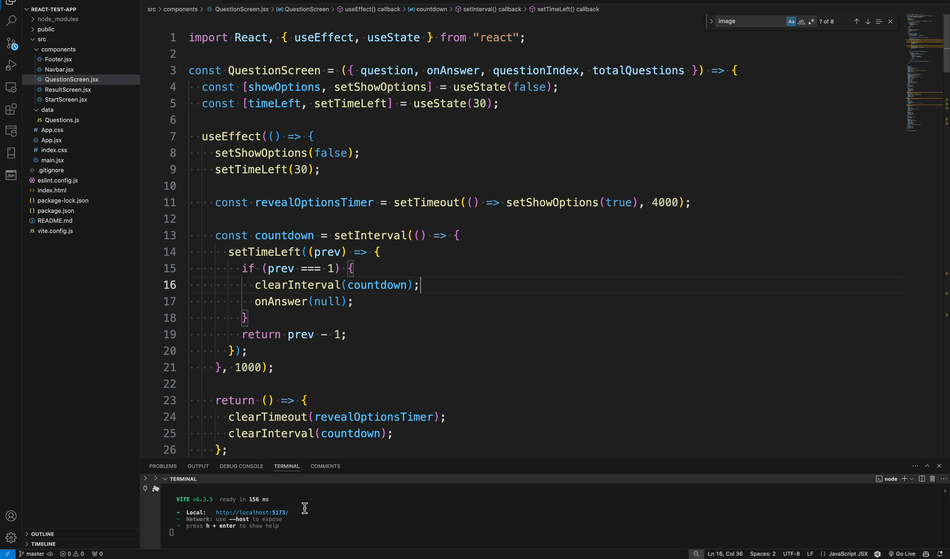 REACT-TEST-APP
node_modules
public
src
components
Footer.jsx
Navbar.jsx
QuestionScreen.jsx
ResultScreen.jsx
StartScreen.jsx
data
Questions.js
App.css
App.jsx
index.css
main.jsx
.gitignore
eslint.config.js
index.html
package-lock.json
package.json
README.md
vite.config.js
OUTLINE
TIMELINE
src > components > QuestionScreen.jsx > QuestionScreen > useEffect() callback > countdown > setInterval() callback > setTimeLeft() callback
image Aa ab .* ? of 8
1 import React, { useEffect, useState } from "react";
2
3 const QuestionScreen = ({ question, onAnswer, questionIndex, totalQuestions }) => {
4 const [showOptions, setShowOptions] = useState(false);
5 const [timeLeft, setTimeLeft] = useState(30);
6
7 useEffect(() => {
8 setShowOptions(false);
9 setTimeLeft(30);
10
11 const revealOptionsTimer = setTimeout(() => setShowOptions(true), 4000);
12
13 const countdown = setInterval(() => {
14 setTimeLeft((prev) => {
15 if (prev === 1) {
16 clearInterval(countdown);
17 onAnswer(null);
18 }
19 return prev - 1;
20 });
21 }, 1000);
22
23 return () => {
24 clearTimeout(revealOptionsTimer);
25 clearInterval(countdown);
26 };
PROBLEMS OUTPUT DEBUG CONSOLE TERMINAL COMMENTS
TERMINAL node
VITE v6.3.5 ready in 156 ms
→ Local: http://localhost:5173/
→ Network: use --host to expose
→ press h + enter to show help
master 0 0 0 Ln 16, Col 36 Spaces: 2 UTF-8 LF {} JavaScript JSX Go Live